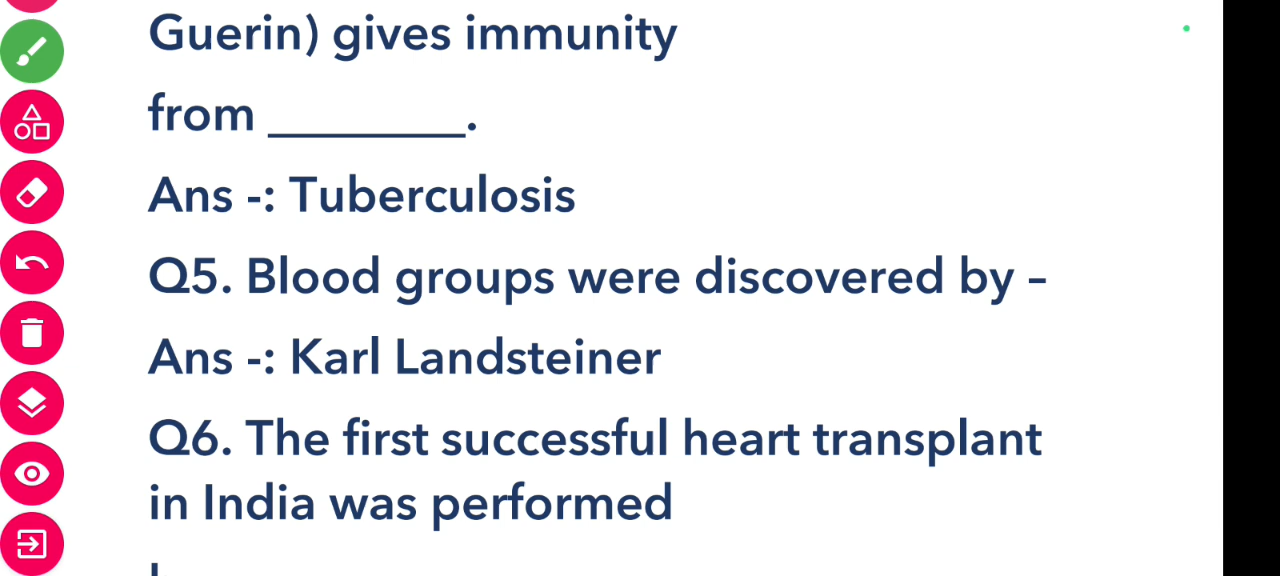 Guerin) gives immunity
from ________.
Ans -: Tuberculosis
Q5. Blood groups were discovered by –
Ans -: Karl Landsteiner
Q6. The first successful heart transplant
in India was performed